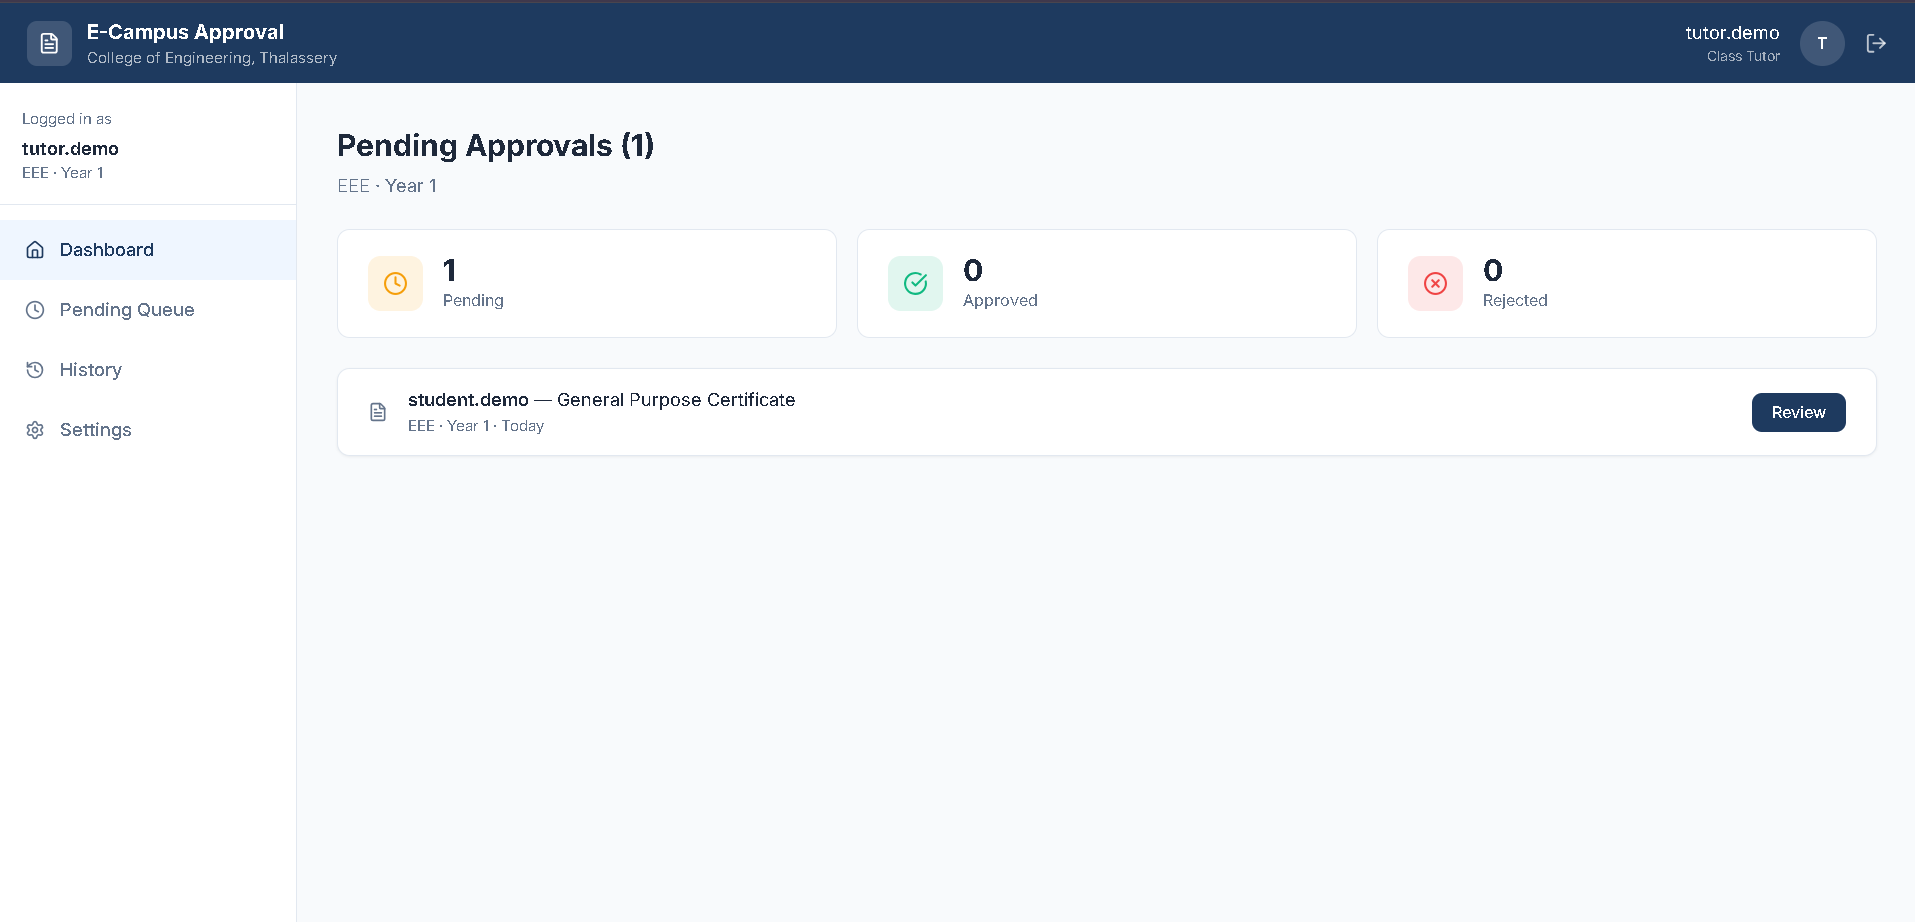 E-Campus Approval
College of Engineering, Thalassery
tutor.demo
Class Tutor
T
Logged in as
tutor.demo
EEE · Year 1
Dashboard
Pending Queue
History
Settings
Pending Approvals (1)
EEE · Year 1
1
Pending
0
Approved
0
Rejected
student.demo — General Purpose Certificate
EEE · Year 1 · Today
Review